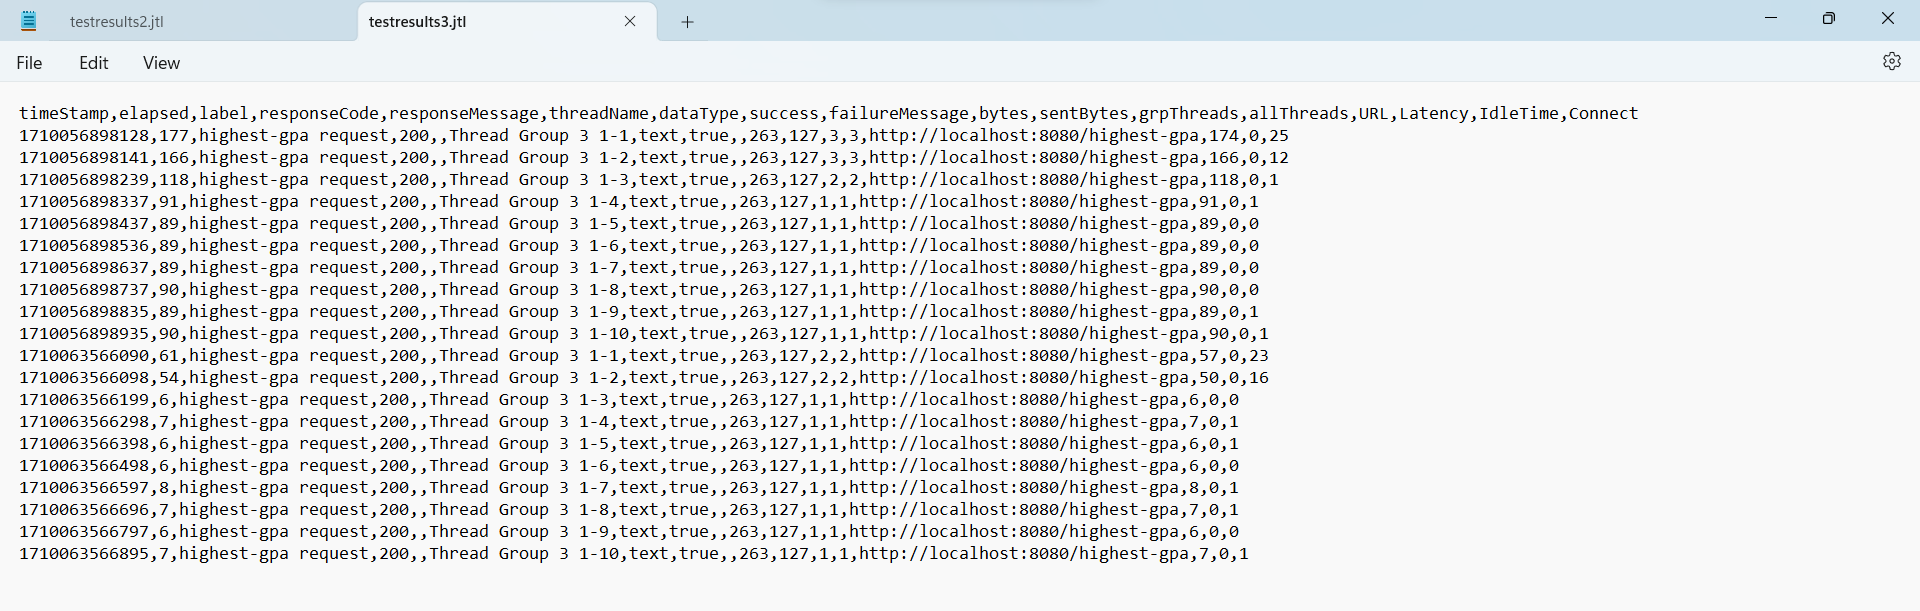 testresults2.jtl
testresults3.jtl
File Edit View
timeStamp,elapsed,label,responseCode,responseMessage,threadName,dataType,success,failureMessage,bytes,sentBytes,grpThreads,allThreads,URL,Latency,IdleTime,Connect
1710056898128,177,highest-gpa request,200,,Thread Group 3 1-1,text,true,,263,127,3,3,http://localhost:8080/highest-gpa,174,0,25
1710056898141,166,highest-gpa request,200,,Thread Group 3 1-2,text,true,,263,127,3,3,http://localhost:8080/highest-gpa,166,0,12
1710056898239,118,highest-gpa request,200,,Thread Group 3 1-3,text,true,,263,127,2,2,http://localhost:8080/highest-gpa,118,0,1
1710056898337,91,highest-gpa request,200,,Thread Group 3 1-4,text,true,,263,127,1,1,http://localhost:8080/highest-gpa,91,0,1
1710056898437,89,highest-gpa request,200,,Thread Group 3 1-5,text,true,,263,127,1,1,http://localhost:8080/highest-gpa,89,0,0
1710056898536,89,highest-gpa request,200,,Thread Group 3 1-6,text,true,,263,127,1,1,http://localhost:8080/highest-gpa,89,0,0
1710056898637,89,highest-gpa request,200,,Thread Group 3 1-7,text,true,,263,127,1,1,http://localhost:8080/highest-gpa,89,0,0
1710056898737,90,highest-gpa request,200,,Thread Group 3 1-8,text,true,,263,127,1,1,http://localhost:8080/highest-gpa,90,0,0
1710056898835,89,highest-gpa request,200,,Thread Group 3 1-9,text,true,,263,127,1,1,http://localhost:8080/highest-gpa,89,0,1
1710056898935,90,highest-gpa request,200,,Thread Group 3 1-10,text,true,,263,127,1,1,http://localhost:8080/highest-gpa,90,0,1
1710063566090,61,highest-gpa request,200,,Thread Group 3 1-1,text,true,,263,127,2,2,http://localhost:8080/highest-gpa,57,0,23
1710063566098,54,highest-gpa request,200,,Thread Group 3 1-2,text,true,,263,127,2,2,http://localhost:8080/highest-gpa,50,0,16
1710063566199,6,highest-gpa request,200,,Thread Group 3 1-3,text,true,,263,127,1,1,http://localhost:8080/highest-gpa,6,0,0
1710063566298,7,highest-gpa request,200,,Thread Group 3 1-4,text,true,,263,127,1,1,http://localhost:8080/highest-gpa,7,0,1
1710063566398,6,highest-gpa request,200,,Thread Group 3 1-5,text,true,,263,127,1,1,http://localhost:8080/highest-gpa,6,0,1
1710063566498,6,highest-gpa request,200,,Thread Group 3 1-6,text,true,,263,127,1,1,http://localhost:8080/highest-gpa,6,0,0
1710063566597,8,highest-gpa request,200,,Thread Group 3 1-7,text,true,,263,127,1,1,http://localhost:8080/highest-gpa,8,0,1
1710063566696,7,highest-gpa request,200,,Thread Group 3 1-8,text,true,,263,127,1,1,http://localhost:8080/highest-gpa,7,0,1
1710063566797,6,highest-gpa request,200,,Thread Group 3 1-9,text,true,,263,127,1,1,http://localhost:8080/highest-gpa,6,0,0
1710063566895,7,highest-gpa request,200,,Thread Group 3 1-10,text,true,,263,127,1,1,http://localhost:8080/highest-gpa,7,0,1